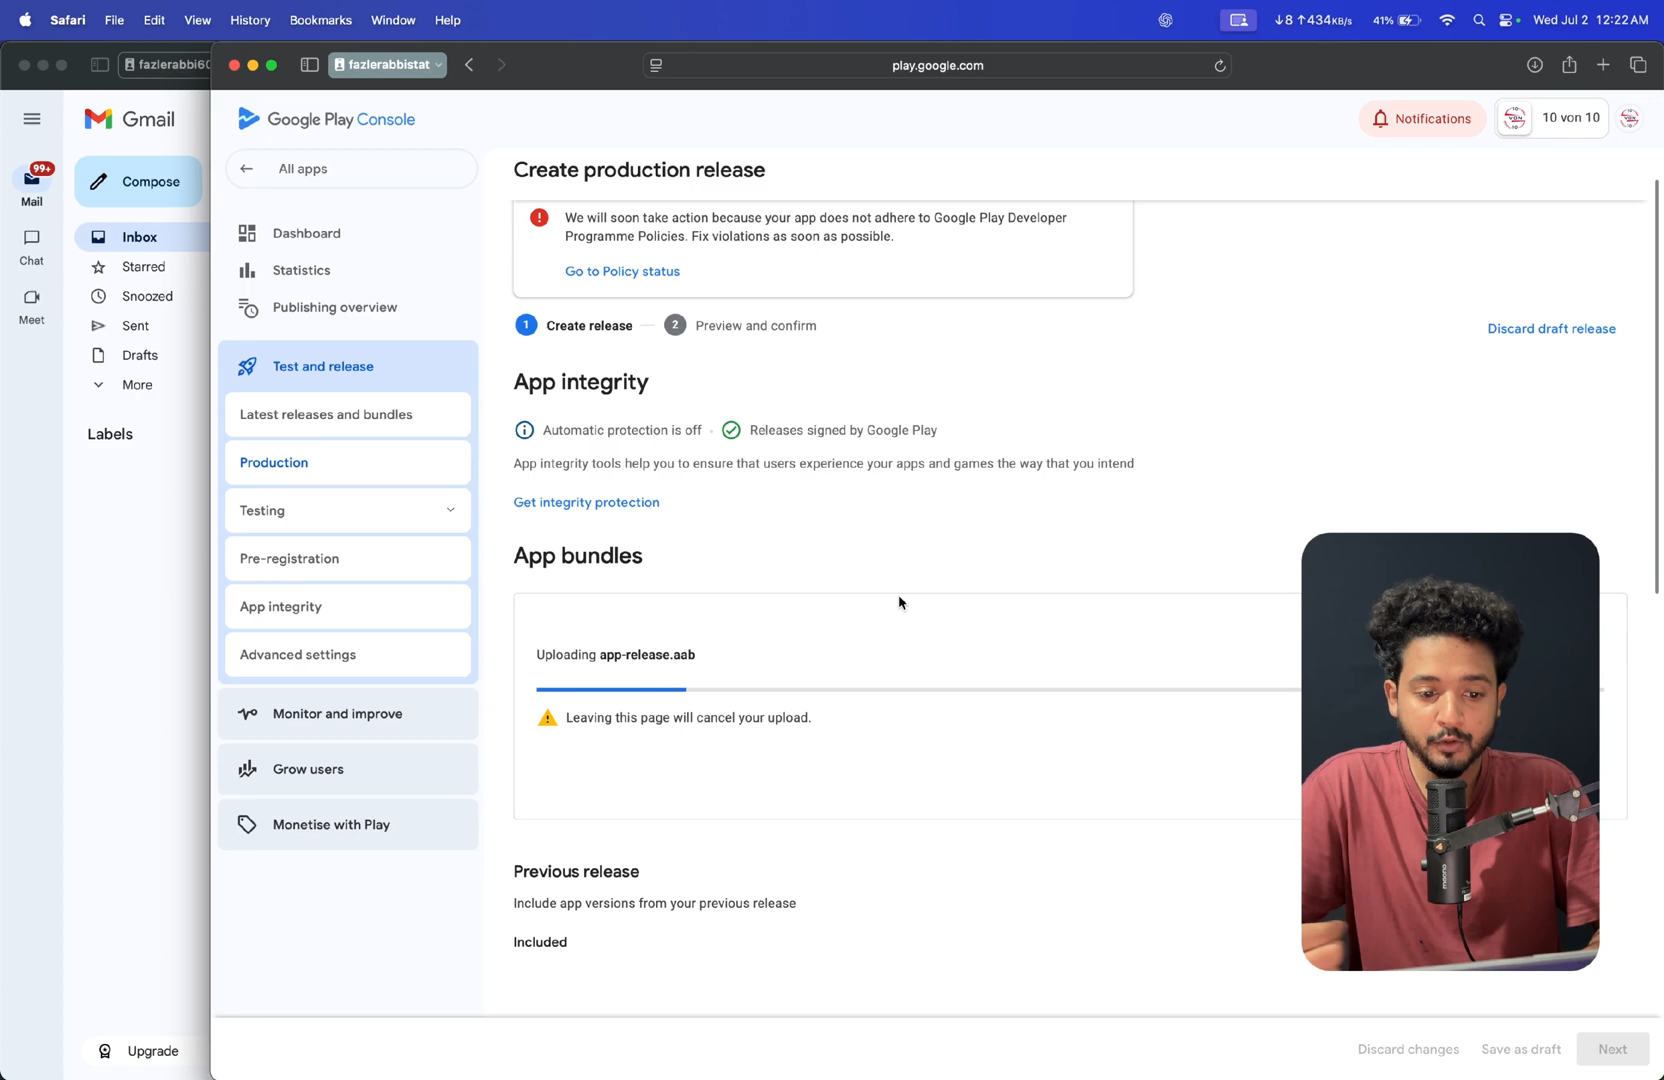 Safari File Edit View History Bookmarks Window Help
↓8 ↑434KB/s 41% Wed Jul 2 12:22 AM
fazlerabbi60
fazlerabbistat
play.google.com
Gmail
Compose
99+
Mail
Chat
Meet
Inbox
Starred
Snoozed
Sent
Drafts
More
Labels
Upgrade
Google Play Console
Notifications
10 von 10
All apps
Dashboard
Statistics
Publishing overview
Test and release
Latest releases and bundles
Production
Testing
Pre-registration
App integrity
Advanced settings
Monitor and improve
Grow users
Monetise with Play
Create production release
We will soon take action because your app does not adhere to Google Play Developer
Programme Policies. Fix violations as soon as possible.
Go to Policy status
1 Create release 2 Preview and confirm
Discard draft release
App integrity
Automatic protection is off · Releases signed by Google Play
App integrity tools help you to ensure that users experience your apps and games the way that you intend
Get integrity protection
App bundles
Uploading app-release.aab
Leaving this page will cancel your upload.
Previous release
Include app versions from your previous release
Included
Discard changes Save as draft Next